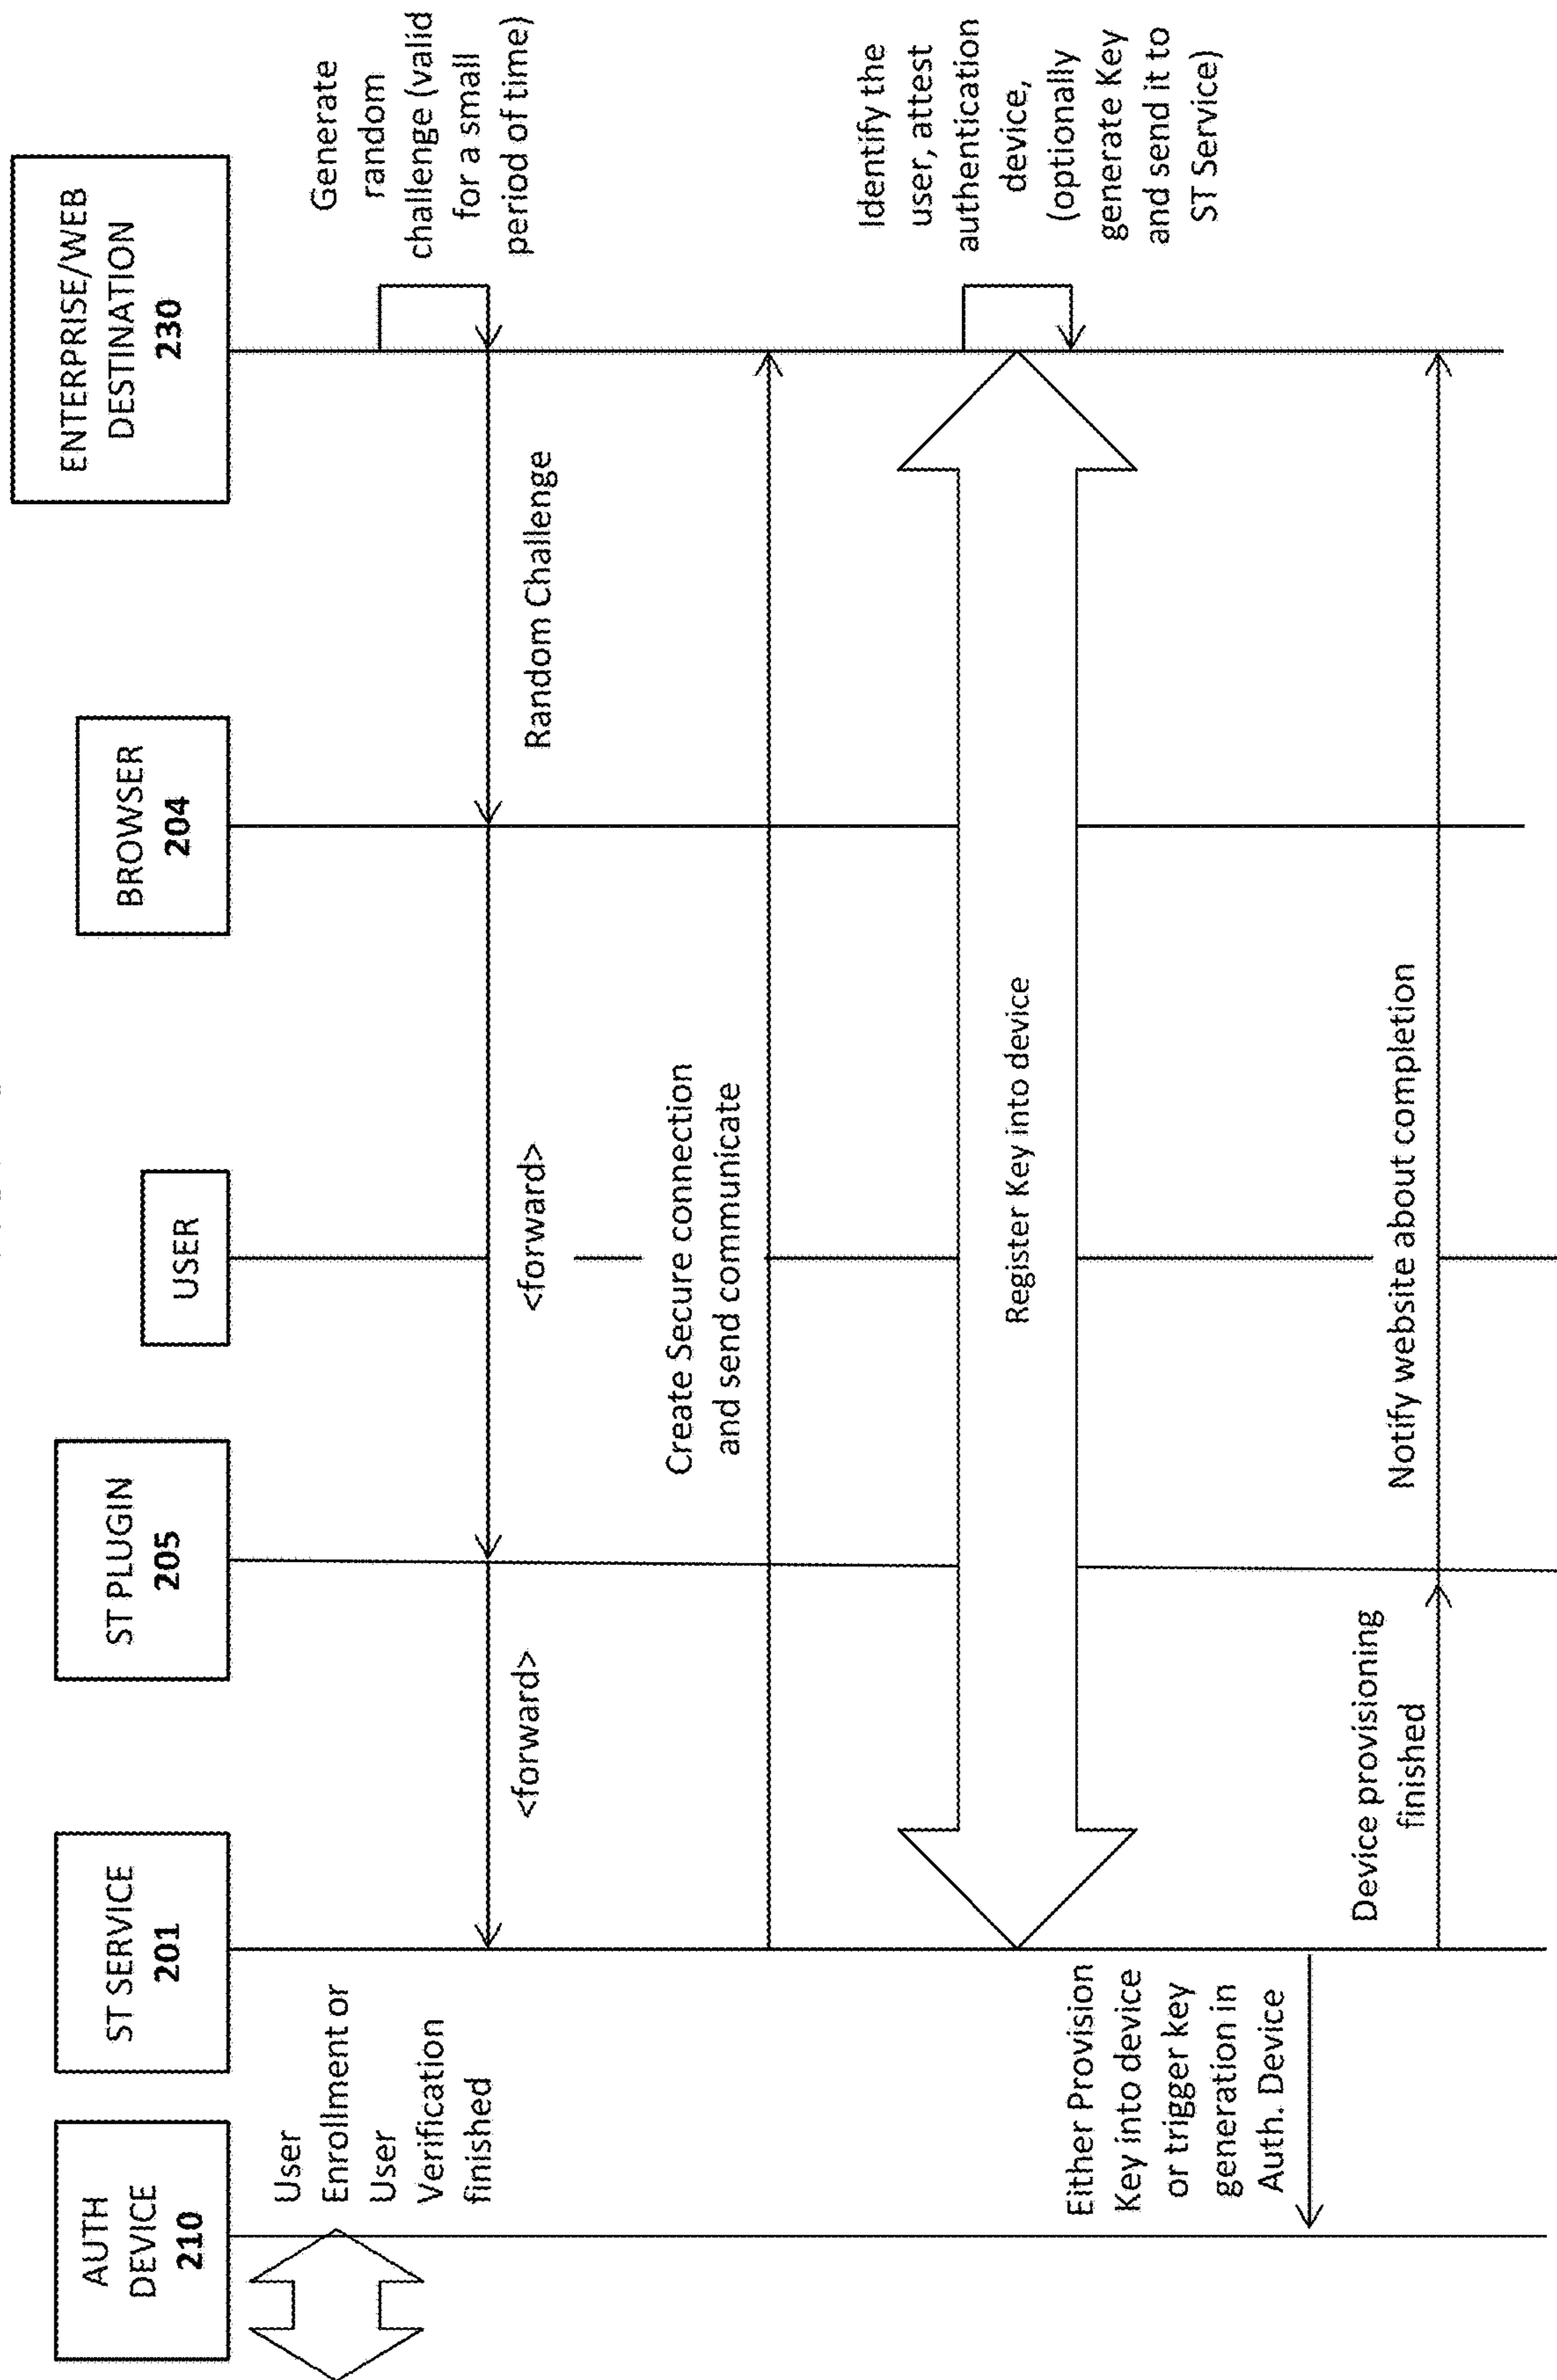 AUTH
DEVICE
210
ST SERVICE
201
ST PLUGIN
205
USER
BROWSER
204
ENTERPRISE/WEB
DESTINATION
230
User
Enrollment or
User
Verification
finished
Generate
random
challenge (valid
for a small
period of time)
Random Challenge
<forward>
<forward>
Create Secure connection
and send communicate
Identify the
user, attest
authentication
device,
(optionally
generate Key
and send it to
ST Service)
Register Key into device
Either Provision
Key into device
or trigger key
generation in
Auth. Device
Device provisioning
finished
Notify website about completion